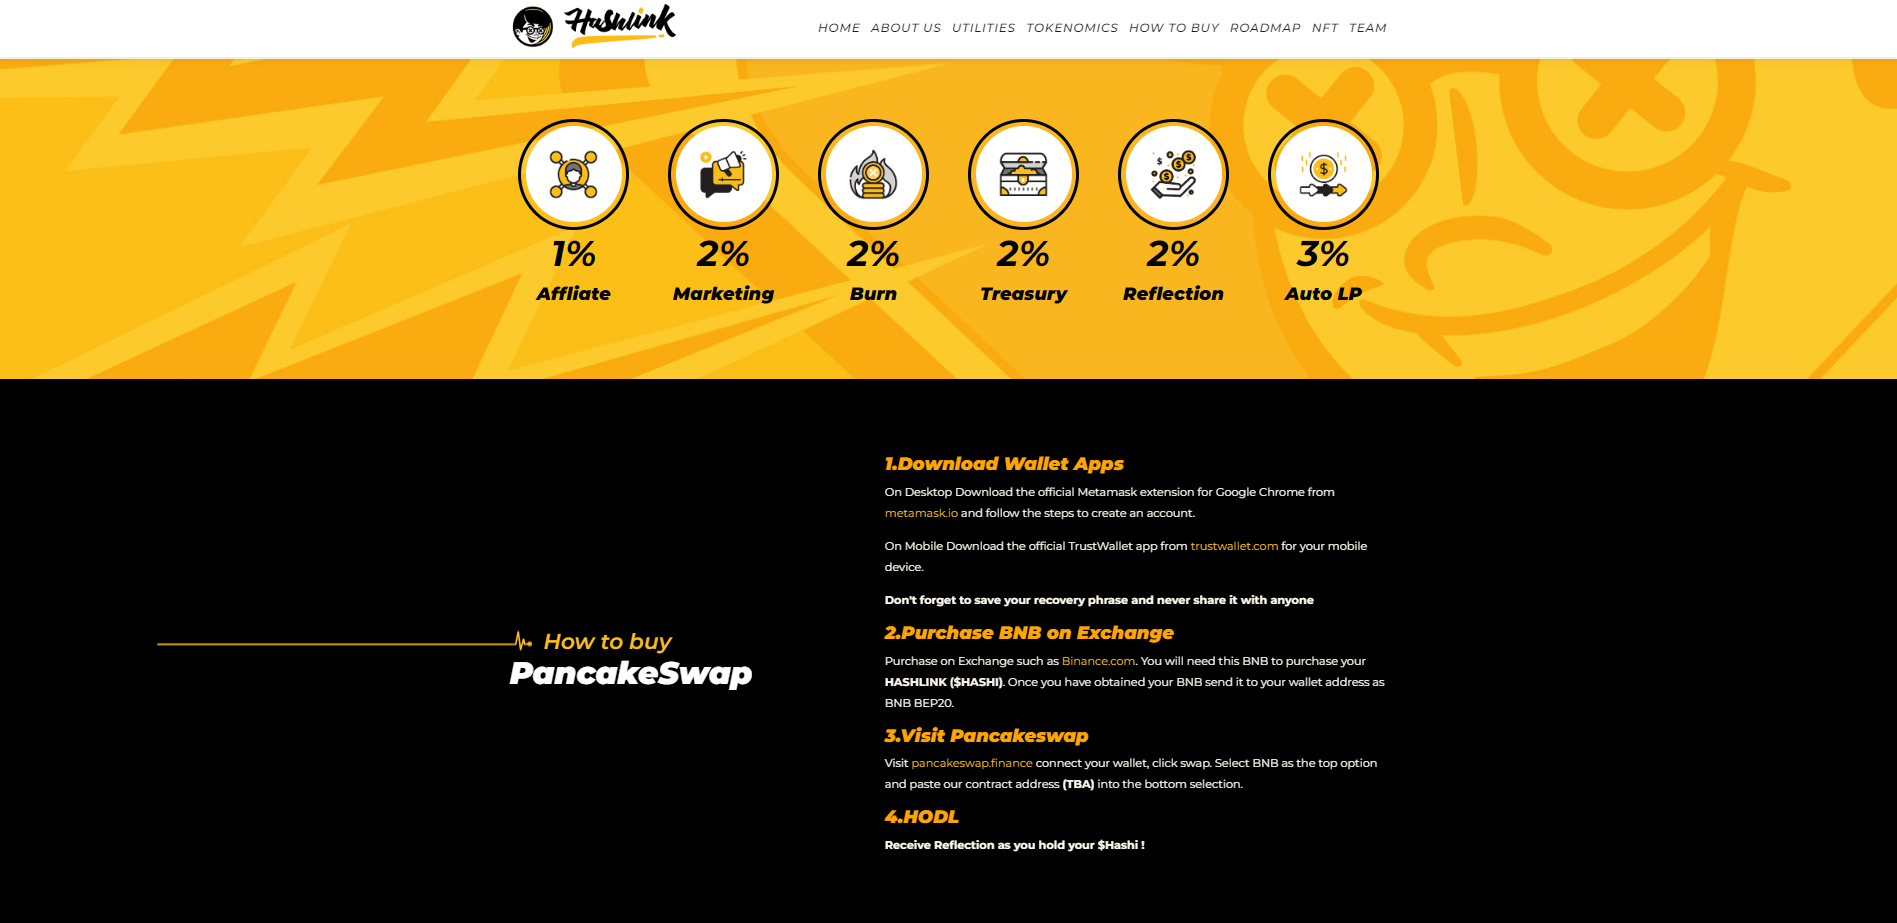 Hashlink
HOME ABOUT US UTILITIES TOKENOMICS HOW TO BUY ROADMAP NFT TEAM
1% 2% 2% 2% 2% 3%
Affliate Marketing Burn Treasury Reflection Auto LP
How to buy
PancakeSwap
1.Download Wallet Apps
On Desktop Download the official Metamask extension for Google Chrome from
metamask.io and follow the steps to create an account.
On Mobile Download the official TrustWallet app from trustwallet.com for your mobile
device.
Don't forget to save your recovery phrase and never share it with anyone
2.Purchase BNB on Exchange
Purchase on Exchange such as Binance.com. You will need this BNB to purchase your
HASHLINK ($HASHI). Once you have obtained your BNB send it to your wallet address as
BNB BEP20.
3.Visit Pancakeswap
Visit pancakeswap.finance connect your wallet, click swap. Select BNB as the top option
and paste our contract address (TBA) into the bottom selection.
4.HODL
Receive Reflection as you hold your $Hashi !